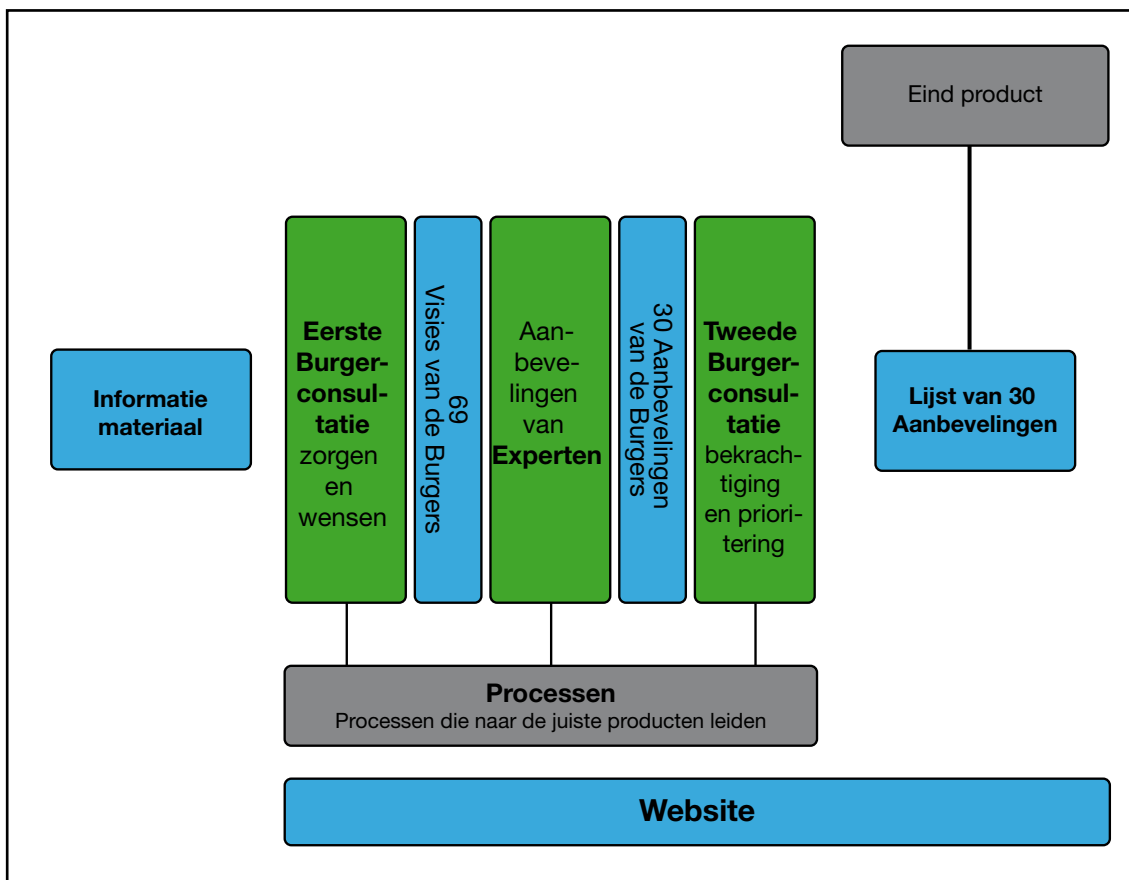 Eind product
Informatie
materiaal
Eerste
Burger-
consul-
tatie
zorgen
en
wensen
69
Visies van de Burgers
Aan-
beve-
lingen
van
Experten
30 Aanbevelingen
van de Burgers
Tweede
Burger-
consul-
tatie
bekrach-
tiging
en priori-
tering
Lijst van 30
Aanbevelingen
Processen
Processen die naar de juiste producten leiden
Website